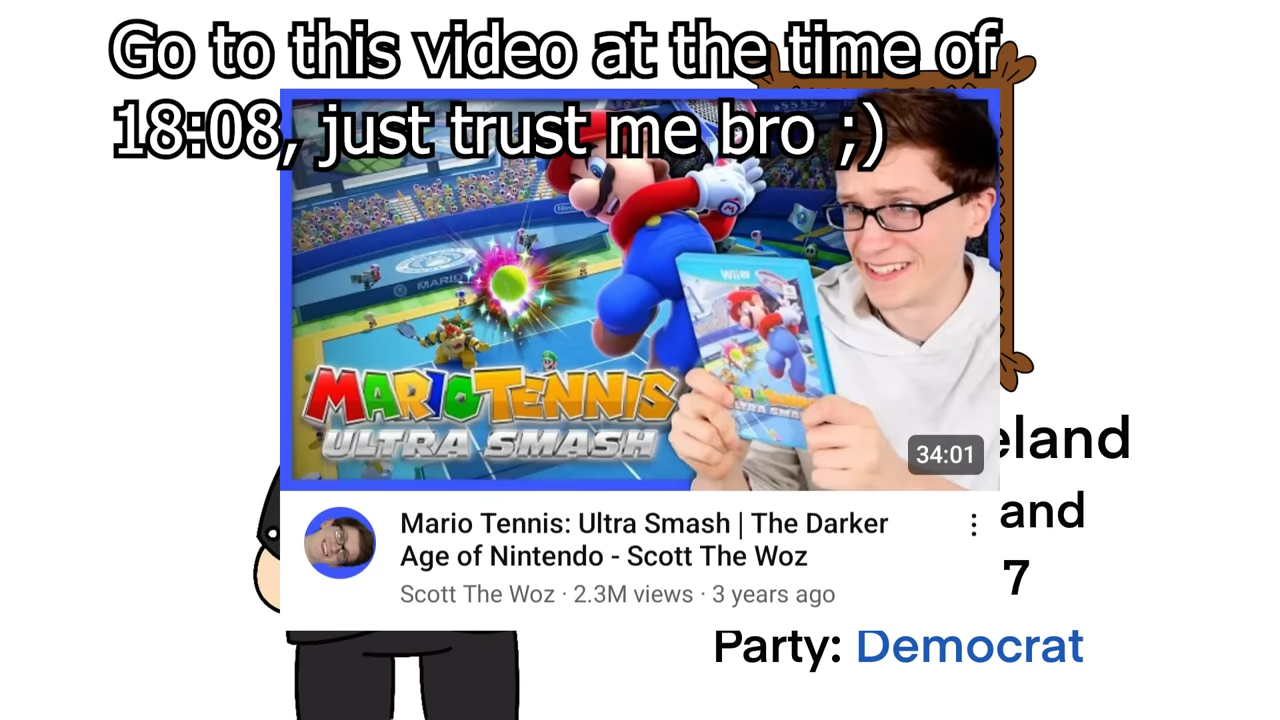 Go to this video at the time of
18:08, just trust me bro ;)
MARIO TENNIS
ULTRA SMASH
Wii U
34:01
eland
and
7
Mario Tennis: Ultra Smash | The Darker
Age of Nintendo - Scott The Woz
Scott The Woz · 2.3M views · 3 years ago
Party: Democrat